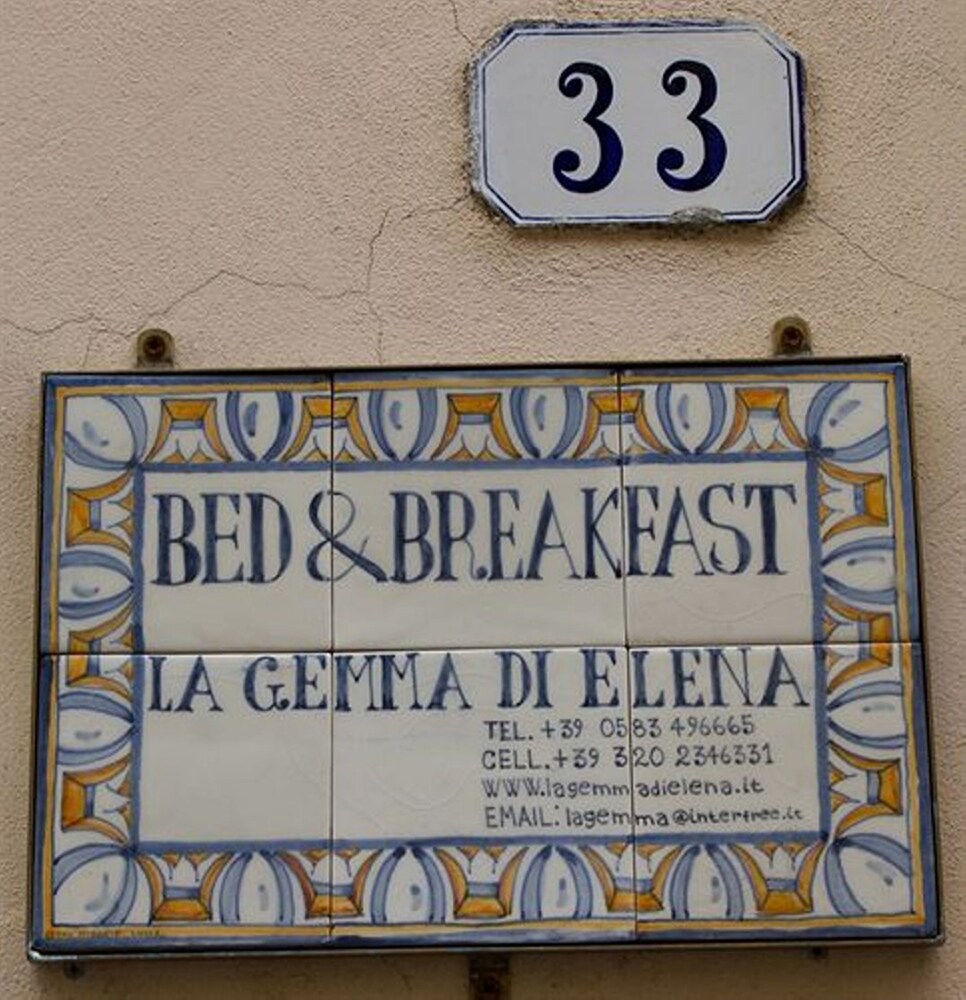 33
BED & BREAKFAST
LA GEMMA DI ELENA
TEL. +39 0583 496665
CELL. +39 320 2346331
WWW.lagemmadielena.it
EMAIL: lagemma@interfree.it